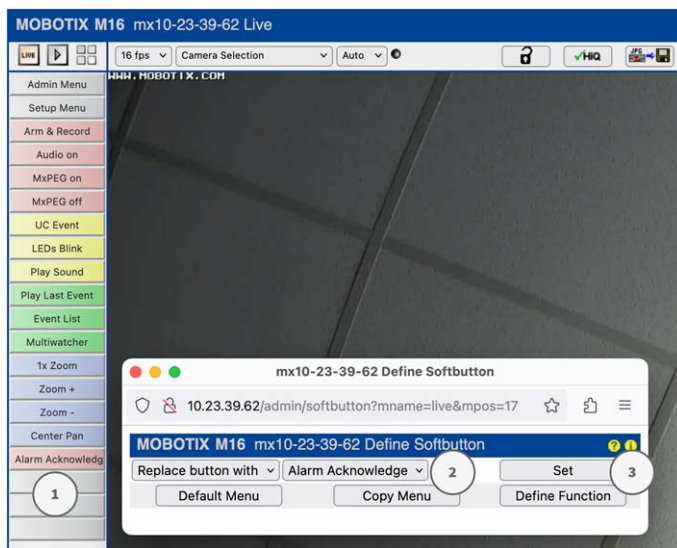 MOBOTIX M16 mx10-23-39-62 Live
LIVE
16 fps Camera Selection Auto HiQ JPG
WWW.MOBOTIX.COM
Admin Menu
Setup Menu
Arm & Record
Audio on
MxPEG on
MxPEG off
UC Event
LEDs Blink
Play Sound
Play Last Event
Event List
Multiwatcher
1x Zoom
Zoom +
Zoom -
Center Pan
Alarm Acknowledg
1
mx10-23-39-62 Define Softbutton
10.23.39.62/admin/softbutton?mname=live&mpos=17
MOBOTIX M16 mx10-23-39-62 Define Softbutton ? i
Replace button with Alarm Acknowledge 2 Set 3
Default Menu Copy Menu Define Function